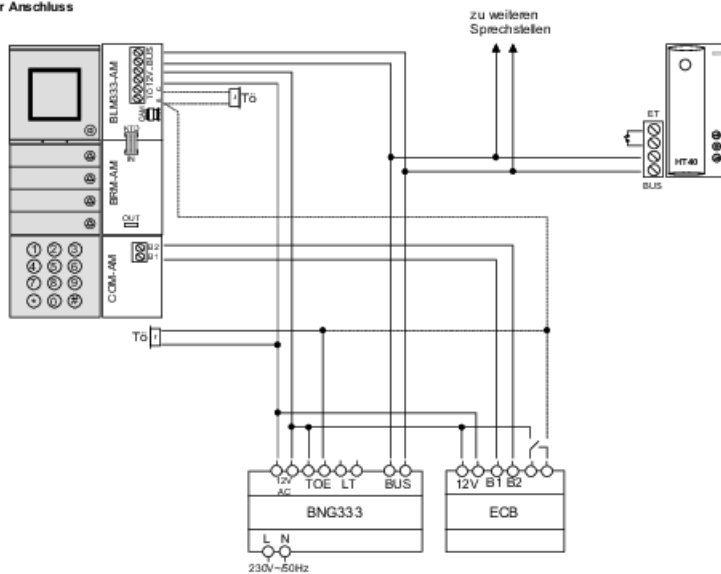 r Anschluss
zu weiteren
Sprechstellen
BLM333-AM
TÖ 12V~ BUS
C
CAM
Tö
ET
HT40
BUS
IN
BRM-AM
OUT
1 2 3
4 5 6
7 8 9
* 0 #
COM-AM
B2
B1
Tö
12V
AC
TOE LT BUS
12V B1 B2
BNG333
ECB
L N
230V~50Hz